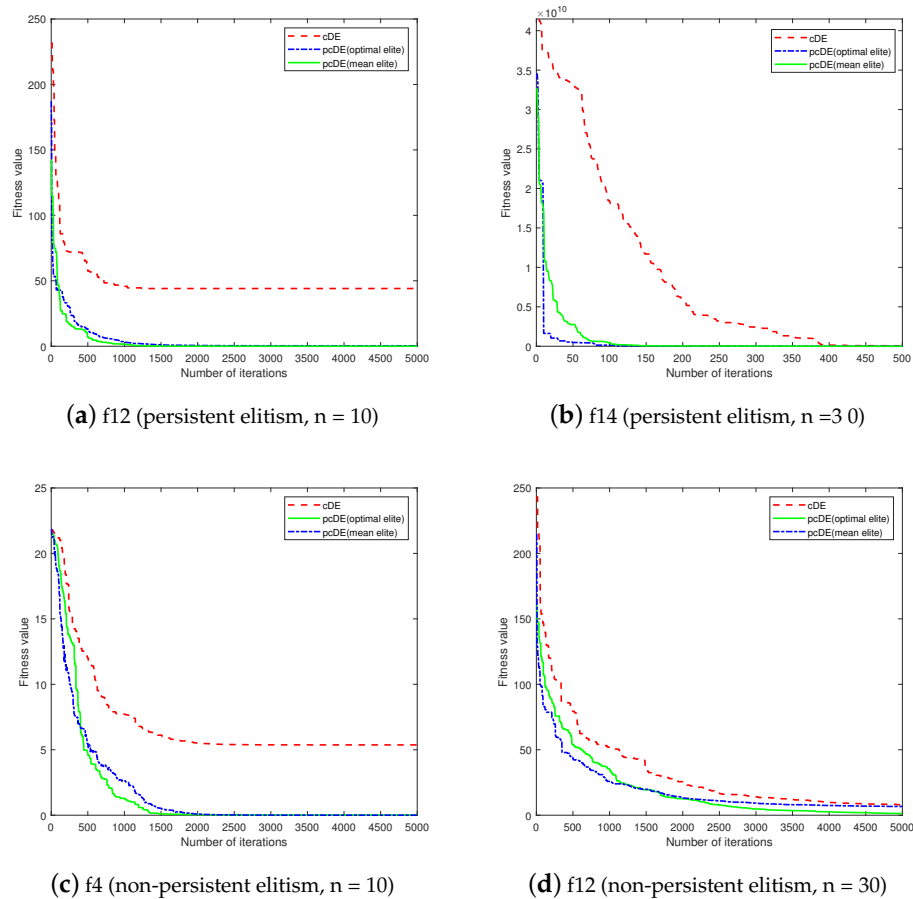 250
200
150
100
50
0
Fitness value
0 500 1000 1500 2000 2500 3000 3500 4000 4500 5000
Number of iterations
cDE
pcDE(optimal elite)
pcDE(mean elite)
(a) f12 (persistent elitism, n = 10)
×10^10
4
3.5
3
2.5
2
1.5
1
0.5
0
Fitness value
0 50 100 150 200 250 300 350 400 450 500
Number of iterations
cDE
pcDE(optimal elite)
pcDE(mean elite)
(b) f14 (persistent elitism, n =3 0)
25
20
15
10
5
0
Fitness value
0 500 1000 1500 2000 2500 3000 3500 4000 4500 5000
Number of iterations
cDE
pcDE(optimal elite)
pcDE(mean elite)
(c) f4 (non-persistent elitism, n = 10)
250
200
150
100
50
0
Fitness value
0 500 1000 1500 2000 2500 3000 3500 4000 4500 5000
Number of iterations
cDE
pcDE(optimal elite)
pcDE(mean elite)
(d) f12 (non-persistent elitism, n = 30)